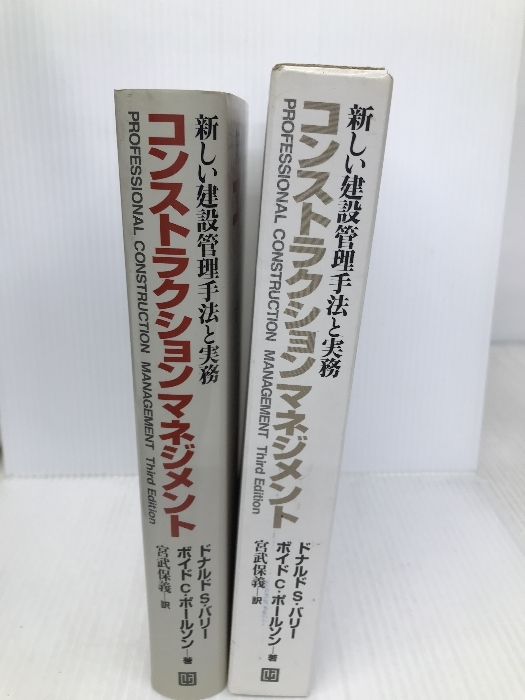 新しい建設管理手法と実務
コンストラクションマネジメント
PROFESSIONAL CONSTRUCTION MANAGEMENT Third Edition
ドナルドS・バリー
ボイドC・ポールソン―著
宮武保義―訳
新しい建設管理手法と実務
コンストラクションマネジメント
PROFESSIONAL CONSTRUCTION MANAGEMENT Third Edition
ドナルドS・バリー
ボイドC・ポールソン―著
宮武保義―訳